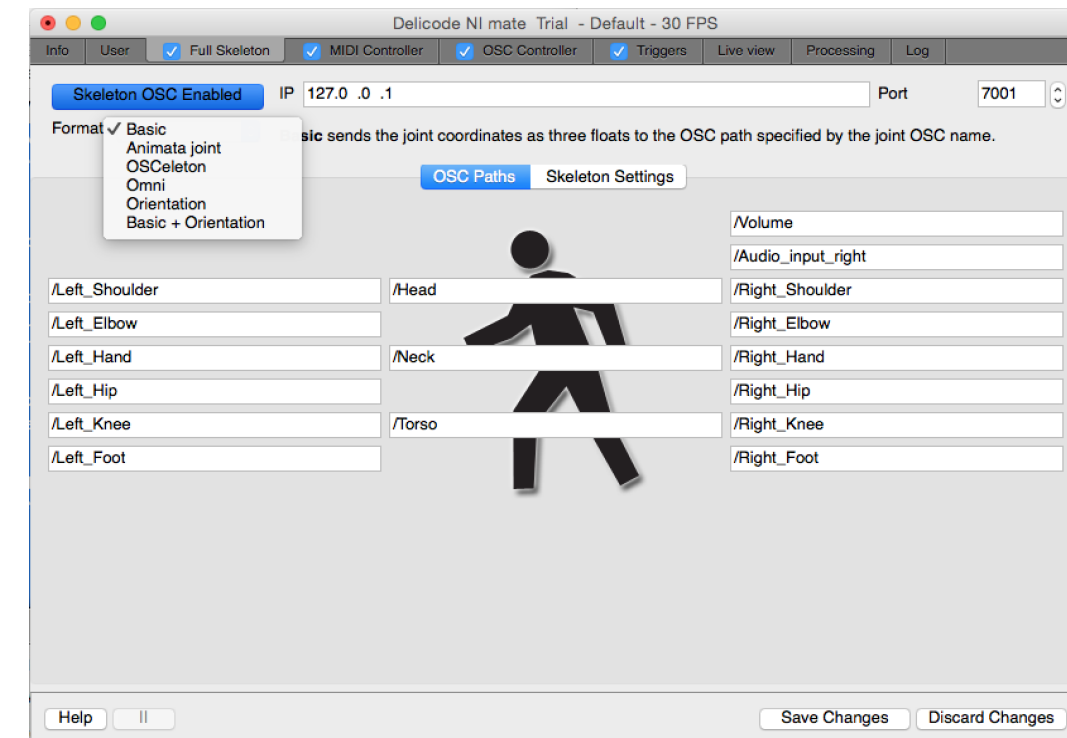 Delicode NI mate Trial - Default - 30 FPS
Info User Full Skeleton MIDI Controller OSC Controller Triggers Live view Processing Log
Skeleton OSC Enabled IP 127.0 .0 .1 Port 7001
Format ✓ Basic
sic sends the joint coordinates as three floats to the OSC path specified by the joint OSC name.
Animata joint
OSCeleton
Omni
Orientation
Basic + Orientation
OSC Paths Skeleton Settings
/Volume
/Audio_input_right
/Left_Shoulder /Head /Right_Shoulder
/Left_Elbow /Right_Elbow
/Left_Hand /Neck /Right_Hand
/Left_Hip /Right_Hip
/Left_Knee /Torso /Right_Knee
/Left_Foot /Right_Foot
Help II Save Changes Discard Changes